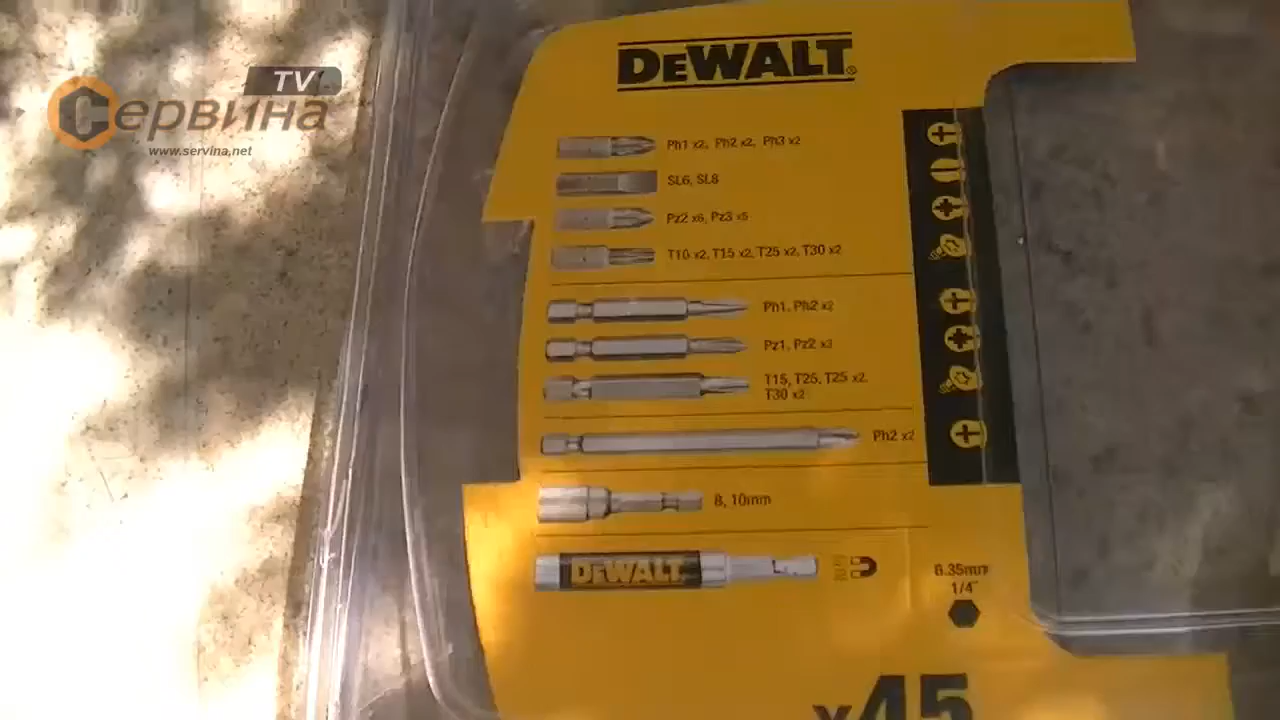 TV
Сервина
www.servina.net
DEWALT®
Ph1 x2, Ph2 x2, Ph3 x2
SL6, SL8
Pz2 x6, Pz3 x5
T10 x2, T15 x2, T25 x2, T30 x2
Ph1, Ph2 x2
Pz1, Pz2 x3
T15, T25, T25 x2,
T30 x2
Ph2 x2
8, 10mm
DEWALT
6.35mm
1/4"
x45